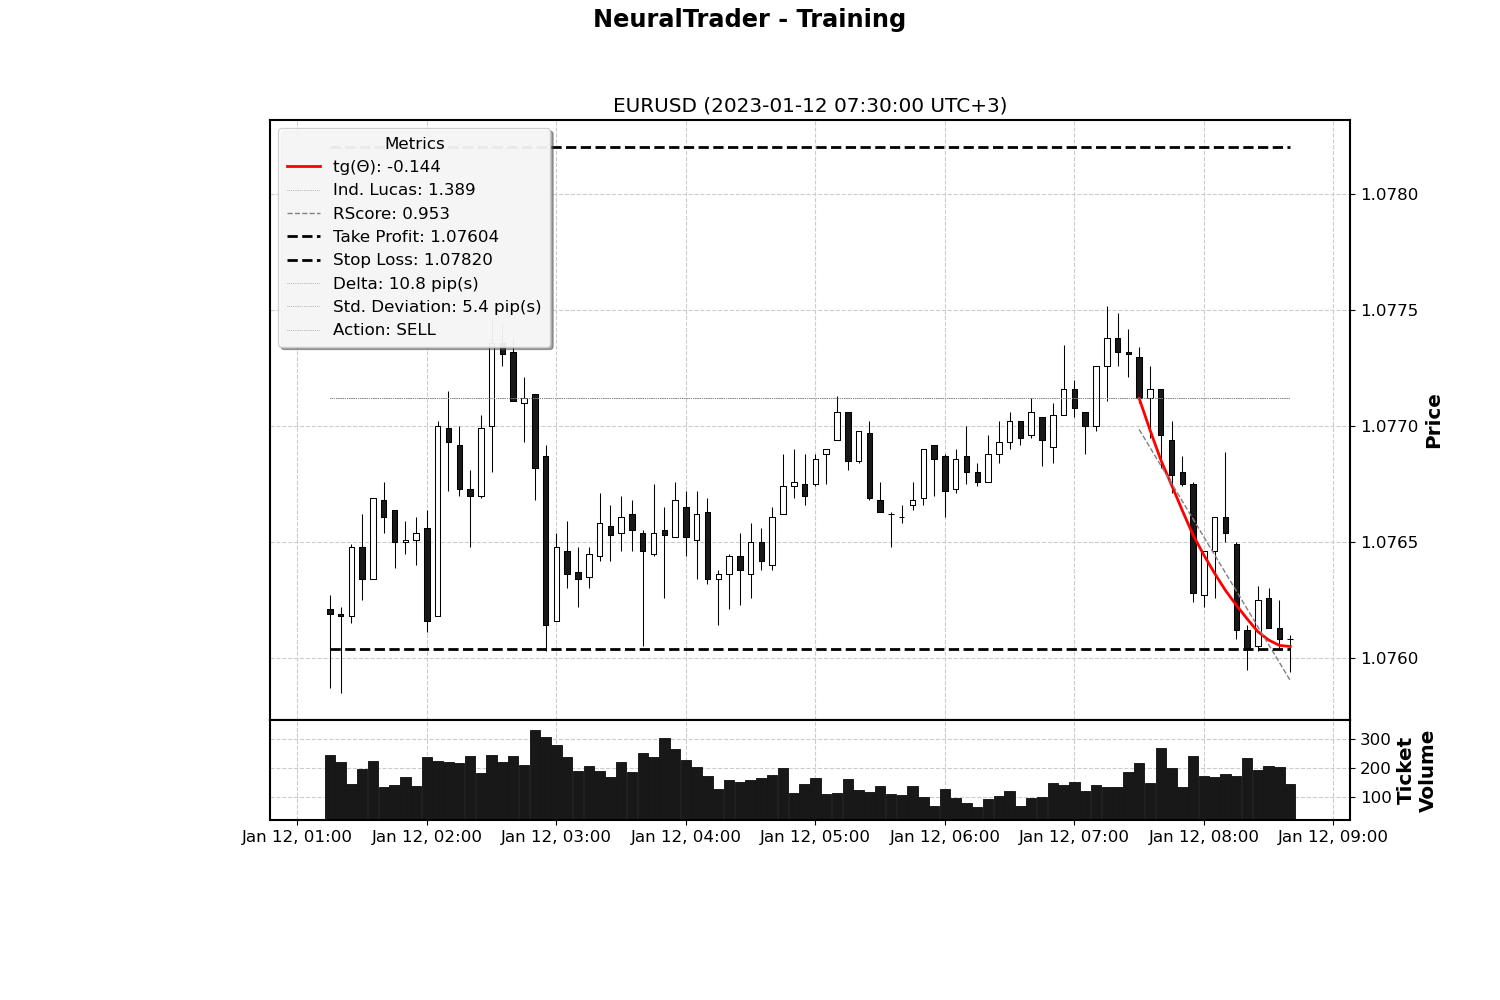 NeuralTrader - Training
EURUSD (2023-01-12 07:30:00 UTC+3)
Metrics
tg(Θ): -0.144
Ind. Lucas: 1.389
RScore: 0.953
Take Profit: 1.07604
Stop Loss: 1.07820
Delta: 10.8 pip(s)
Std. Deviation: 5.4 pip(s)
Action: SELL
1.0780
1.0775
1.0770
1.0765
1.0760
Price
300
200
100
Ticket
Volume
Jan 12, 01:00
Jan 12, 02:00
Jan 12, 03:00
Jan 12, 04:00
Jan 12, 05:00
Jan 12, 06:00
Jan 12, 07:00
Jan 12, 08:00
Jan 12, 09:00